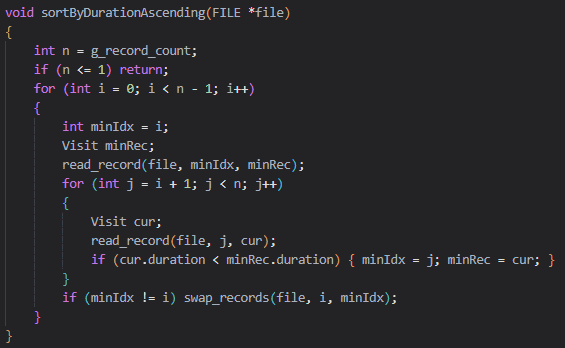 void sortByDurationAscending(FILE *file)
{
    int n = g_record_count;
    if (n <= 1) return;
    for (int i = 0; i < n - 1; i++)
    {
        int minIdx = i;
        Visit minRec;
        read_record(file, minIdx, minRec);
        for (int j = i + 1; j < n; j++)
        {
            Visit cur;
            read_record(file, j, cur);
            if (cur.duration < minRec.duration) { minIdx = j; minRec = cur; }
        }
        if (minIdx != i) swap_records(file, i, minIdx);
    }
}